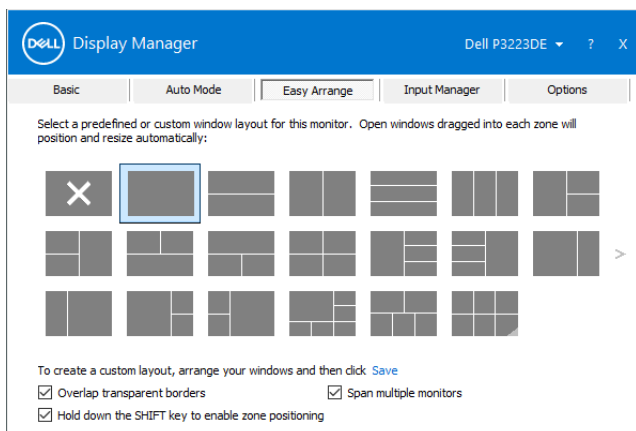 DELL Display Manager Dell P3223DE ? X
Basic Auto Mode Easy Arrange Input Manager Options
Select a predefined or custom window layout for this monitor. Open windows dragged into each zone will
position and resize automatically:
To create a custom layout, arrange your windows and then click Save
Overlap transparent borders Span multiple monitors
Hold down the SHIFT key to enable zone positioning